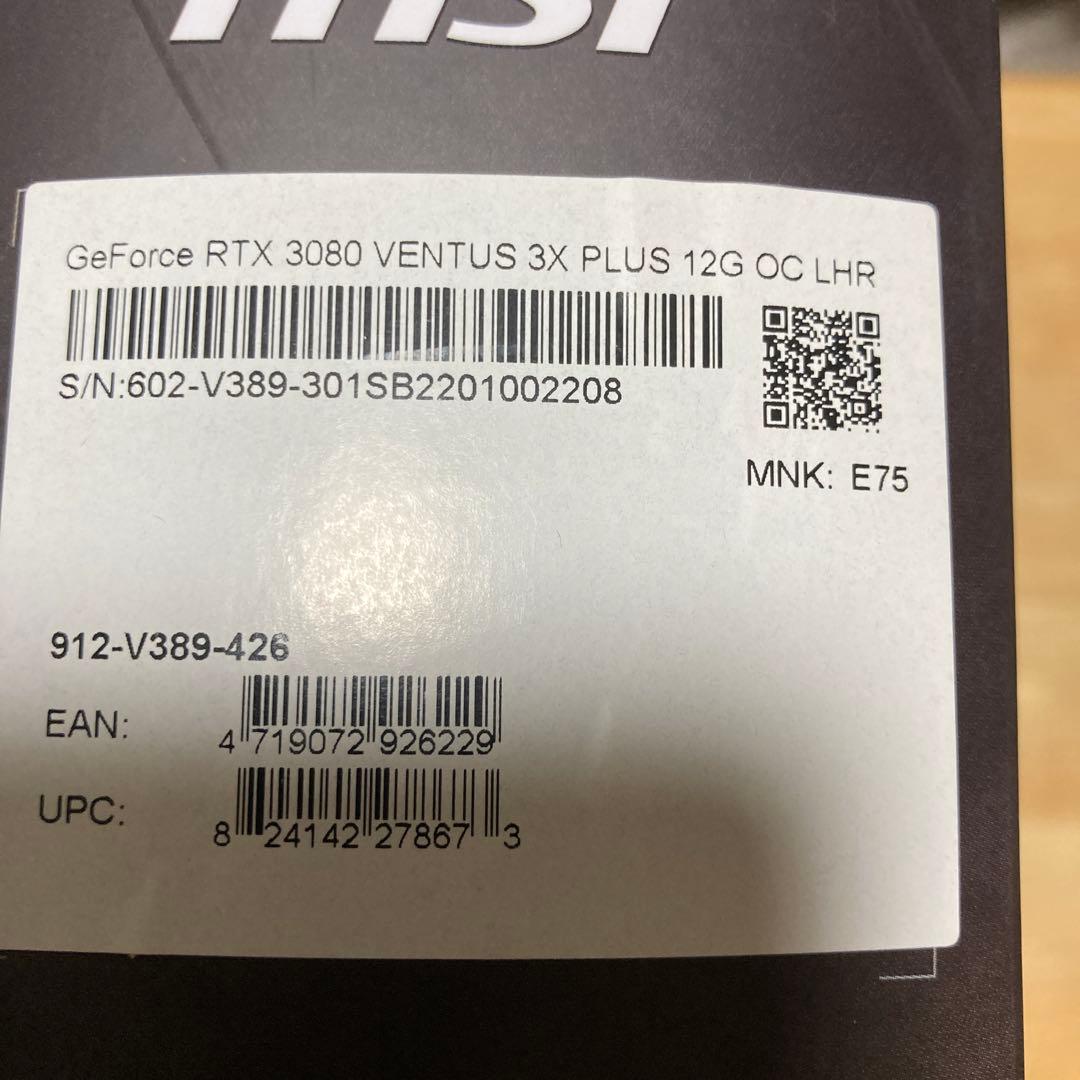 msi
GeForce RTX 3080 VENTUS 3X PLUS 12G OC LHR
S/N:602-V389-301SB2201002208
MNK: E75
912-V389-426
EAN:
4 719072 926229
UPC:
8 24142 27867 3